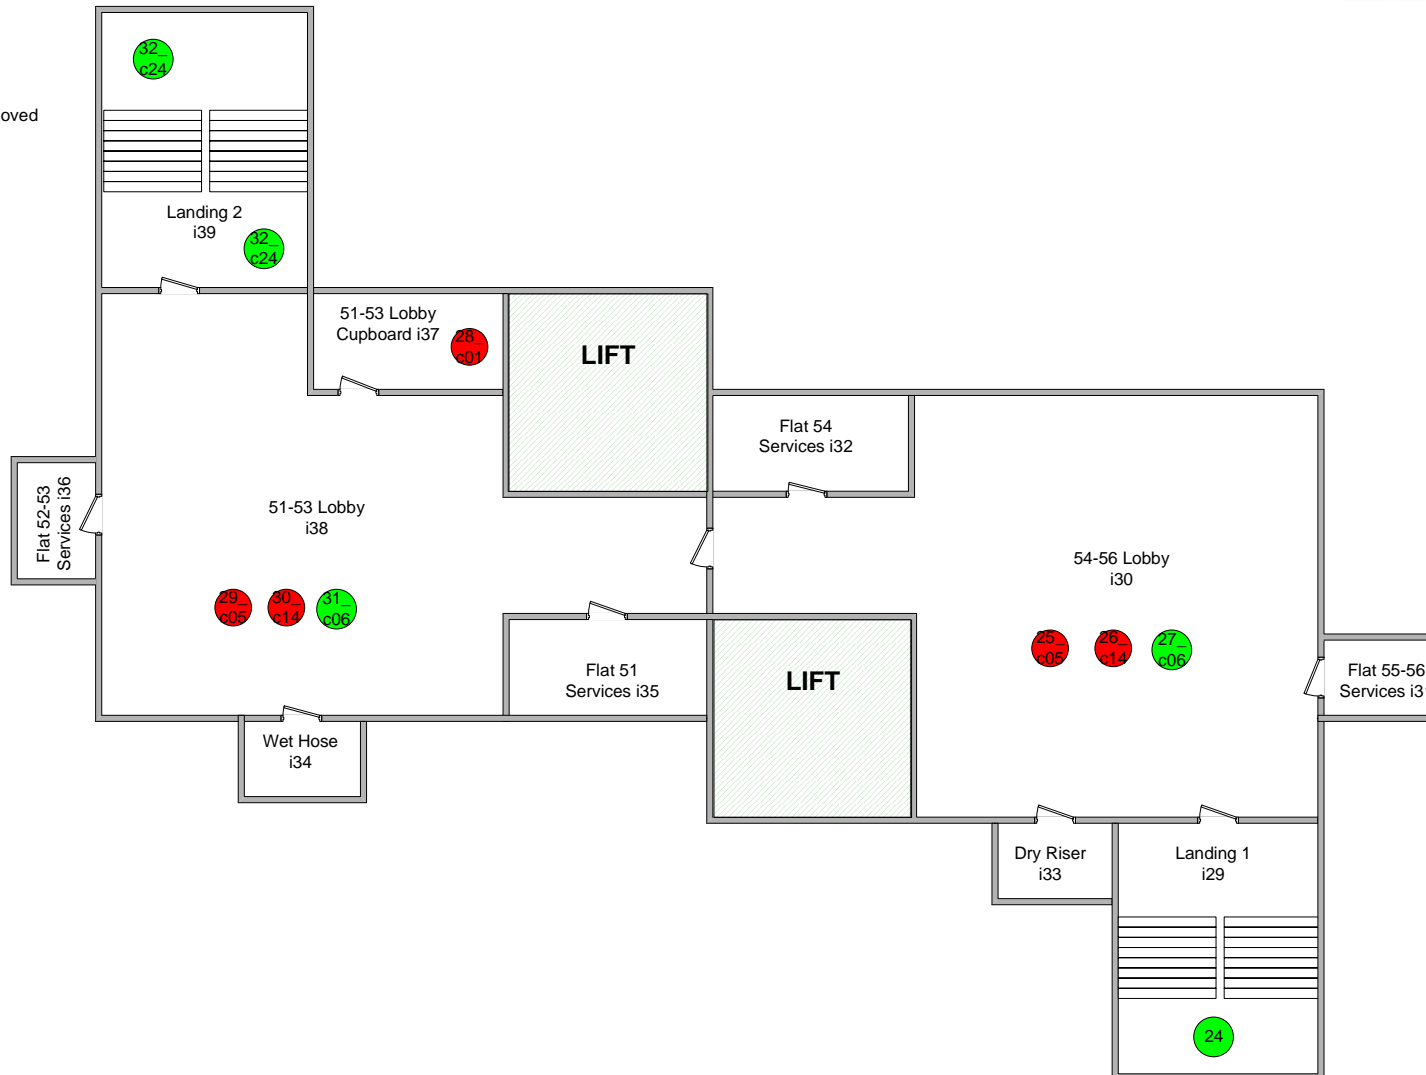 32_
c24
oved
Landing 2
i39
32_
c24
51-53 Lobby
Cupboard i37
28_
c01
LIFT
Flat 54
Services i32
Flat 52-53
Services i36
51-53 Lobby
i38
54-56 Lobby
i30
29_
c05
30_
c14
31_
c06
25_
c05
26_
c14
27_
c06
Flat 51
Services i35
LIFT
Flat 55-56
Services i3
Wet Hose
i34
Dry Riser
i33
Landing 1
i29
24